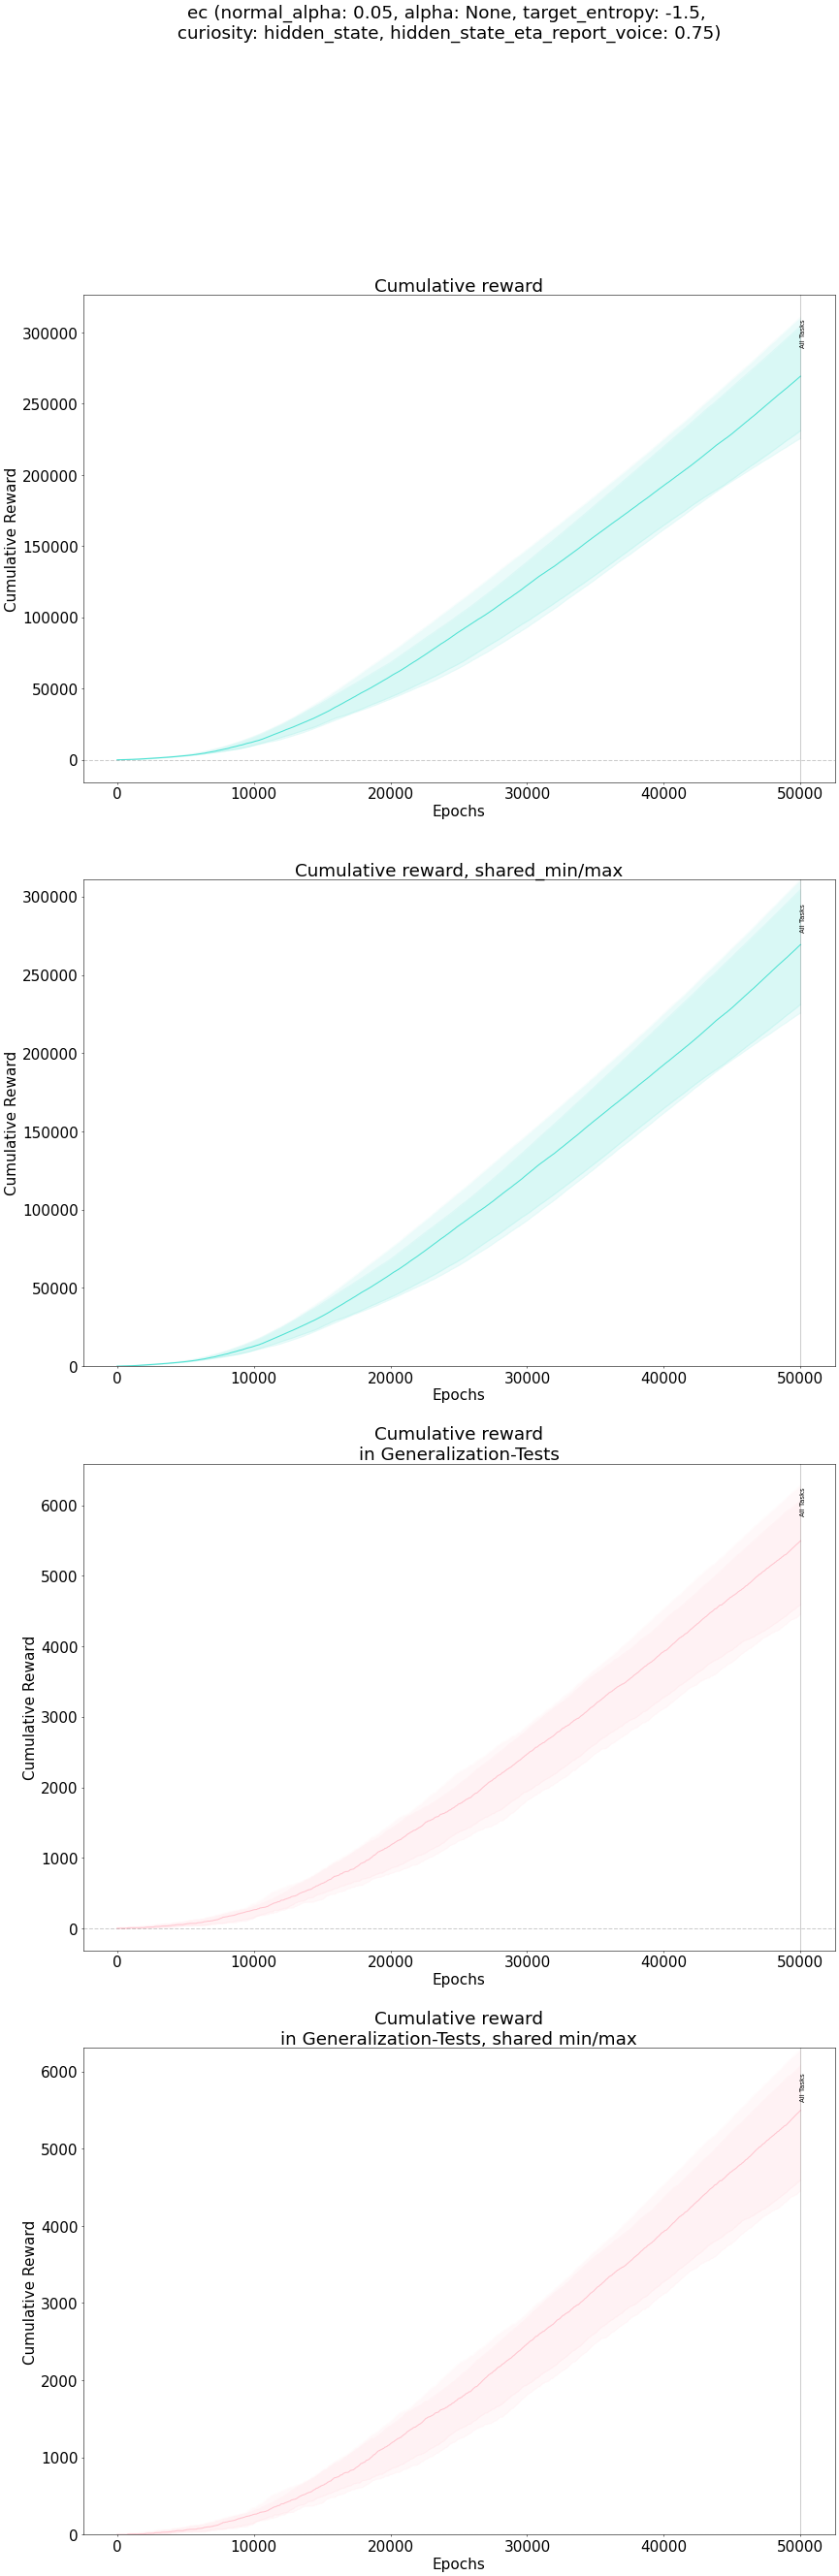 ec (normal_alpha: 0.05, alpha: None, target_entropy: -1.5,
curiosity: hidden_state, hidden_state_eta_report_voice: 0.75)
Cumulative reward
300000
250000
200000
150000
100000
50000
0
Cumulative Reward
All Tasks
0 10000 20000 30000 40000 50000
Epochs
Cumulative reward, shared_min/max
300000
250000
200000
150000
100000
50000
0
Cumulative Reward
All Tasks
0 10000 20000 30000 40000 50000
Epochs
Cumulative reward
in Generalization-Tests
6000
5000
4000
3000
2000
1000
0
Cumulative Reward
All Tasks
0 10000 20000 30000 40000 50000
Epochs
Cumulative reward
in Generalization-Tests, shared min/max
6000
5000
4000
3000
2000
1000
0
Cumulative Reward
All Tasks
0 10000 20000 30000 40000 50000
Epochs